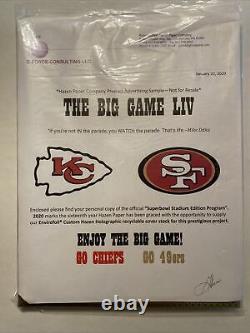 CONSULTING LLC
January 22, 2020
"Hazen Paper Company Product Advertising Sample – Not for Resale"
THE BIG GAME LIV
"If you're not IN the parade, you WATCH the parade. That's life –Mike Ditka
KC
SF
Enclosed please find your personal copy of the official "Superbowl Stadium Edition Program".
2020 marks the sixteenth year Hazen Paper has been placed with the opportunity to supply
our Envirofoil® Custom Hazen Holographic recyclable cover stock for this prestigious project.
ENJOY THE BIG GAME!
GO CHIEFS GO 49ers